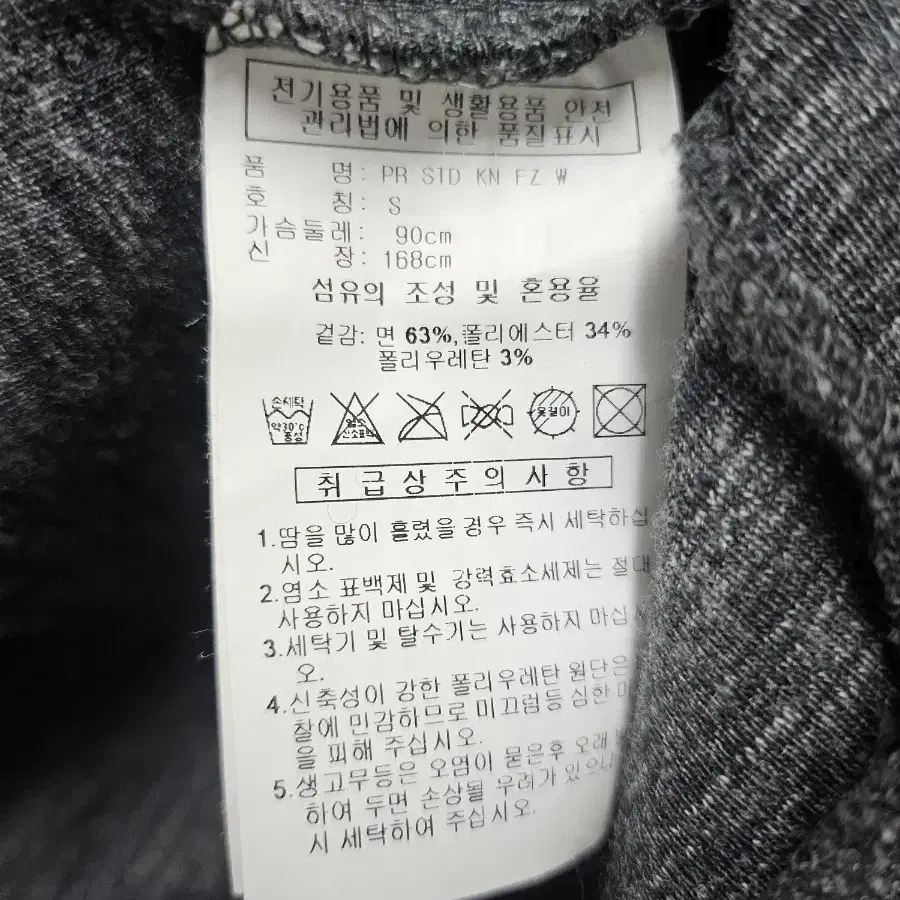 전기용품 및 생활용품 안전
관리법에 의한 품질표시
품 명: PR STD KN FZ W
호 칭: S
가슴둘레: 90cm
신 장: 168cm
섬유의 조성 및 혼용율
겉감: 면 63%,폴리에스터 34%
폴리우레탄 3%
손세탁
약30℃
중성
염소
산소표백
옷걸이
취급상주의사항
1.땀을 많이 흘렸을 경우 즉시 세탁하십
시오.
2.염소 표백제 및 강력효소세제는 절대
사용하지 마십시오.
3.세탁기 및 탈수기는 사용하지 마십시
오.
4.신축성이 강한 폴리우레탄 원단은
찰에 민감하므로 미끄럼등 심한 마
을 피해 주십시오.
5.생고무등은 오염이 묻은후 오래
하여 두면 손상될 우려가 있으니
시 세탁하여 주십시오.